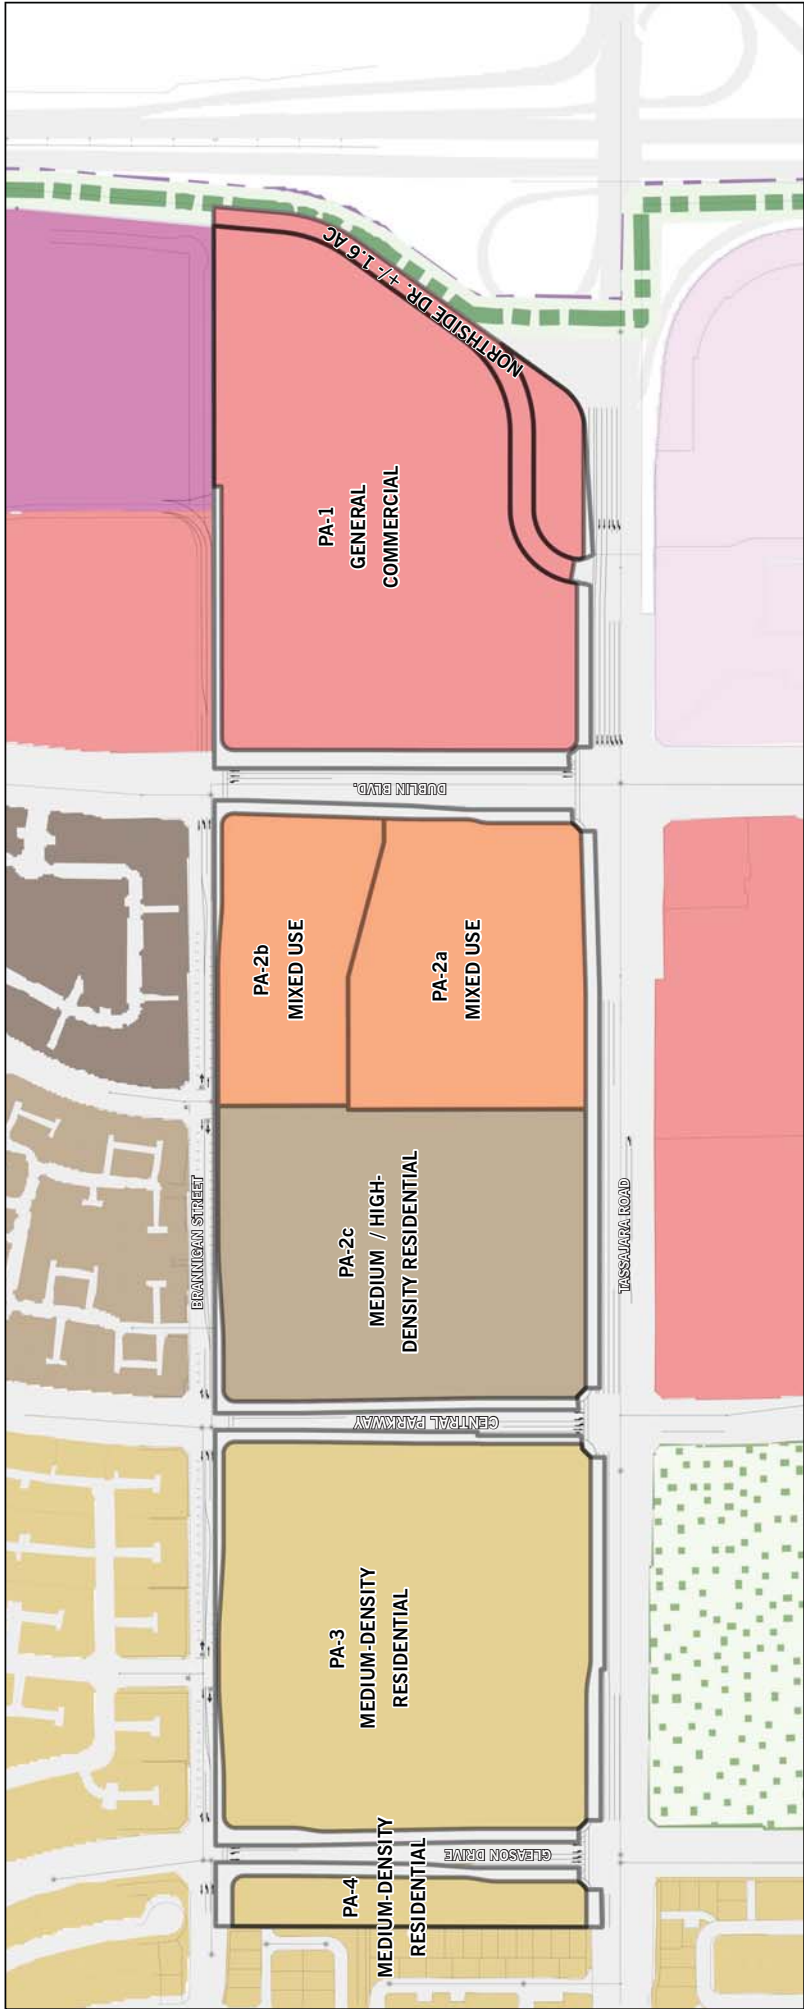 NORTHSIDE DR. +/- 1.6 AC
PA-1
GENERAL
COMMERCIAL
DUBLIN BLVD.
PA-2b
MIXED USE
PA-2a
MIXED USE
BRANNIGAN STREET
PA-2c
MEDIUM / HIGH-
DENSITY RESIDENTIAL
TASSAJARA ROAD
CENTRAL PARKWAY
PA-3
MEDIUM-DENSITY
RESIDENTIAL
GLEASON DRIVE
PA-4
MEDIUM-DENSITY
RESIDENTIAL